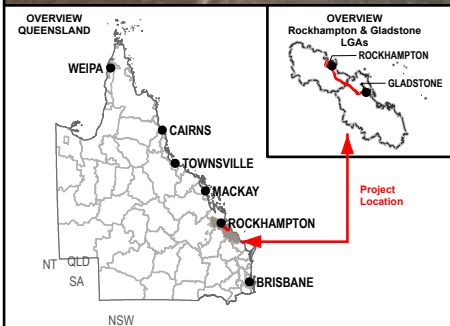 OVERVIEW
QUEENSLAND
WEIPA
CAIRNS
TOWNSVILLE
MACKAY
ROCKHAMPTON
BRISBANE
NT QLD
SA
NSW
OVERVIEW
Rockhampton & Gladstone
LGAs
ROCKHAMPTON
GLADSTONE
Project
Location